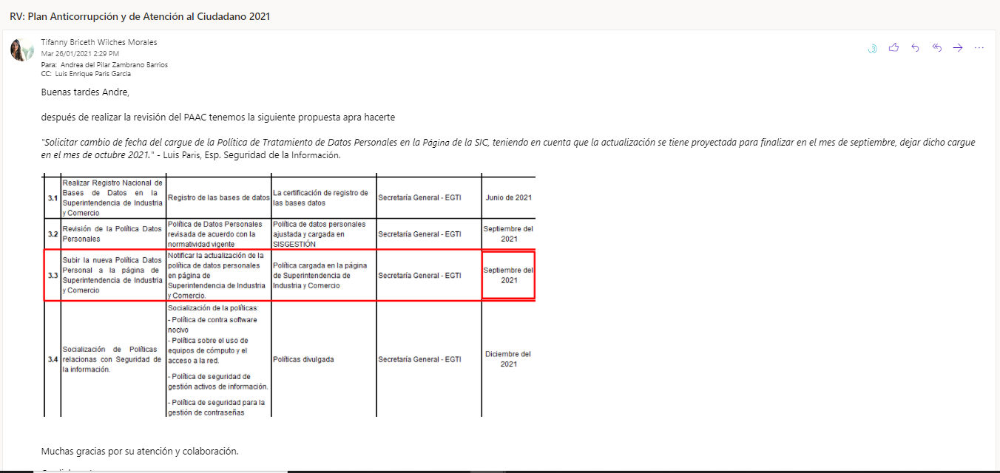 RV: Plan Anticorrupción y de Atención al Ciudadano 2021
Tifanny Briceth Wilches Morales
Mar 26/01/2021 2:29 PM
Para: Andrea del Pilar Zambrano Barrios
CC: Luis Enrique Paris Garcia
Buenas tardes Andre,
después de realizar la revisión del PAAC tenemos la siguiente propuesta apra hacerte
"Solicitar cambio de fecha del cargue de la Política de Tratamiento de Datos Personales en la Página de la SIC, teniendo en cuenta que la actualización se tiene proyectada para finalizar en el mes de septiembre, dejar dicho cargue
en el mes de octubre 2021." - Luis Paris, Esp. Seguridad de la Información.
3.1
Realizar Registro Nacional de
Bases de Datos en la
Superintendencia de Industria
y Comercio
Registro de las bases de datos
La certificación de registro de
las bases datos
Secretaría General - EGTI
Junio de 2021
3.2
Revisión de la Política Datos
Personales
Política de Datos Personales
revisada de acuerdo con la
normatividad vigente
Política de datos personales
ajustada y cargada en
SISGESTIÓN
Secretaría General - EGTI
Septiembre del
2021
3.3
Subir la nueva Política Datos
Personal a la página de
Superintendencia de Industria
y Comercio
Notificar la actualización de la
política de datos personales
en página de
Superintendencia de Industria
y Comercio.
Política cargada en la página
de Superintendencia de
Industria y Comercio
Secretaría General - EGTI
Septiembre del
2021
3.4
Socialización de Políticas
relacionas con Seguridad de
la información.
Socialización de la políticas:
- Política de contra software
nocivo
- Política sobre el uso de
equipos de cómputo y el
acceso a la red.
- Política de seguridad de
gestión activos de información.
- Política de seguridad para la
gestión de contraseñas
Políticas divulgada
Secretaría General - EGTI
Diciembre del
2021
Muchas gracias por su atención y colaboración.